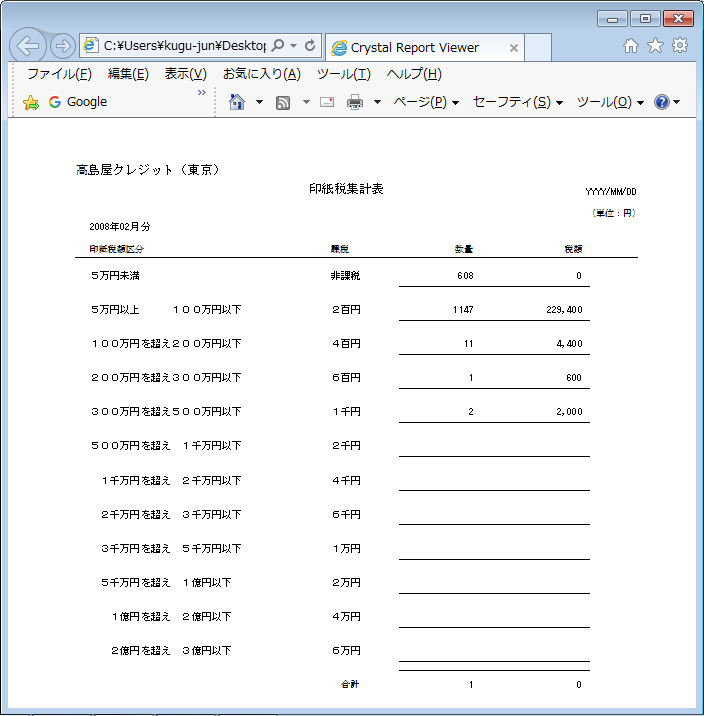 C:¥Users¥kugu-jun¥Desktop
Crystal Report Viewer
ファイル(F) 編集(E) 表示(V) お気に入り(A) ツール(T) ヘルプ(H)
Google » ページ(P) セーフティ(S) ツール(O)
高島屋クレジット（東京）
印紙税集計表
YYYY/MM/DD
（単位：円）
2008年02月分
印紙税額区分 課税 数量 税額
５万円未満 非課税 608 0
５万円以上 １００万円以下 ２百円 1147 229,400
１００万円を超え２００万円以下 ４百円 11 4,400
２００万円を超え３００万円以下 ６百円 1 600
３００万円を超え５００万円以下 １千円 2 2,000
５００万円を超え １千万円以下 ２千円
１千万円を超え ２千万円以下 ４千円
２千万円を超え ３千万円以下 ６千円
３千万円を超え ５千万円以下 １万円
５千万円を超え １億円以下 ２万円
１億円を超え ２億円以下 ４万円
２億円を超え ３億円以下 ６万円
合計 1 0